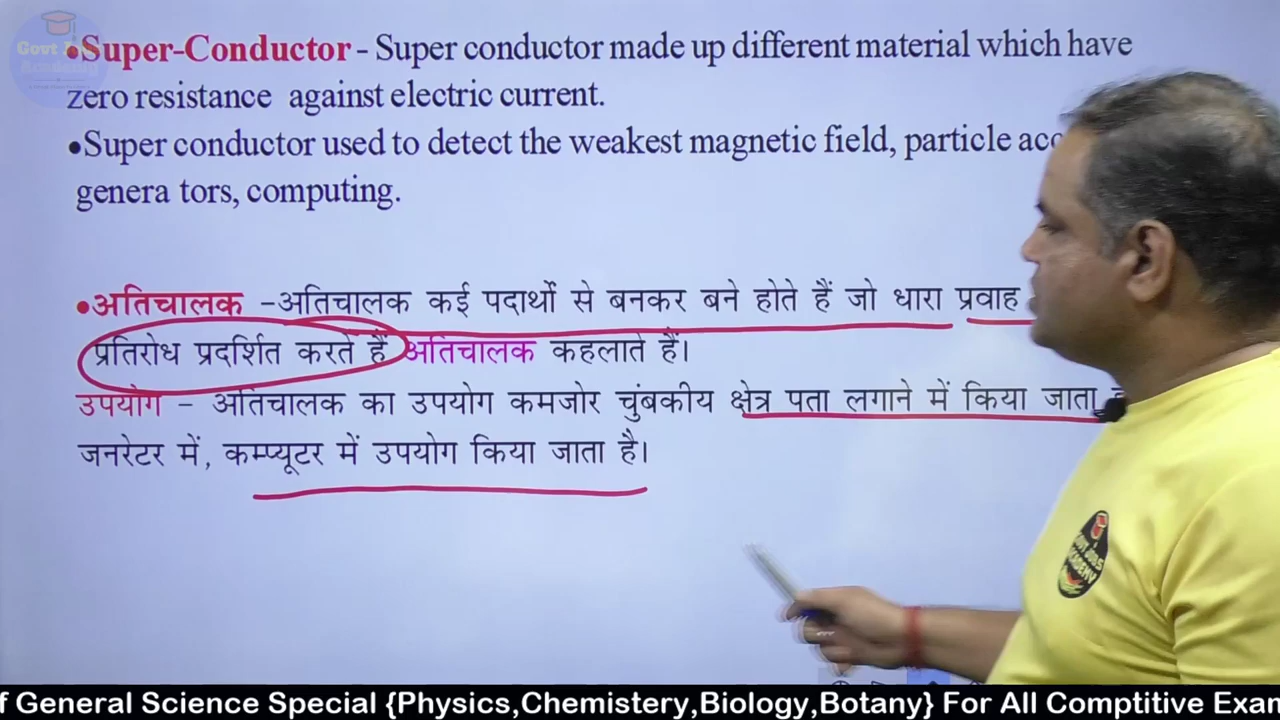 •Super-Conductor - Super conductor made up different material which have
zero resistance against electric current.
•Super conductor used to detect the weakest magnetic field, particle
genera tors, computing.
•अतिचालक -अतिचालक कई पदार्थो से बनकर बने होते हैं जो धारा प्रवाह
प्रतिरोध प्रदर्शित करते हैं अतिचालक कहलाते हैं।
उपयोग - अतिचालक का उपयोग कमजोर चुंबकीय क्षेत्र पता लगाने में किया जाता
जनरेटर में, कम्प्यूटर में उपयोग किया जाता है।
GOVT JOBS
ACADEMY
f General Science Special {Physics,Chemistery,Biology,Botany} For All Comptitive Exan